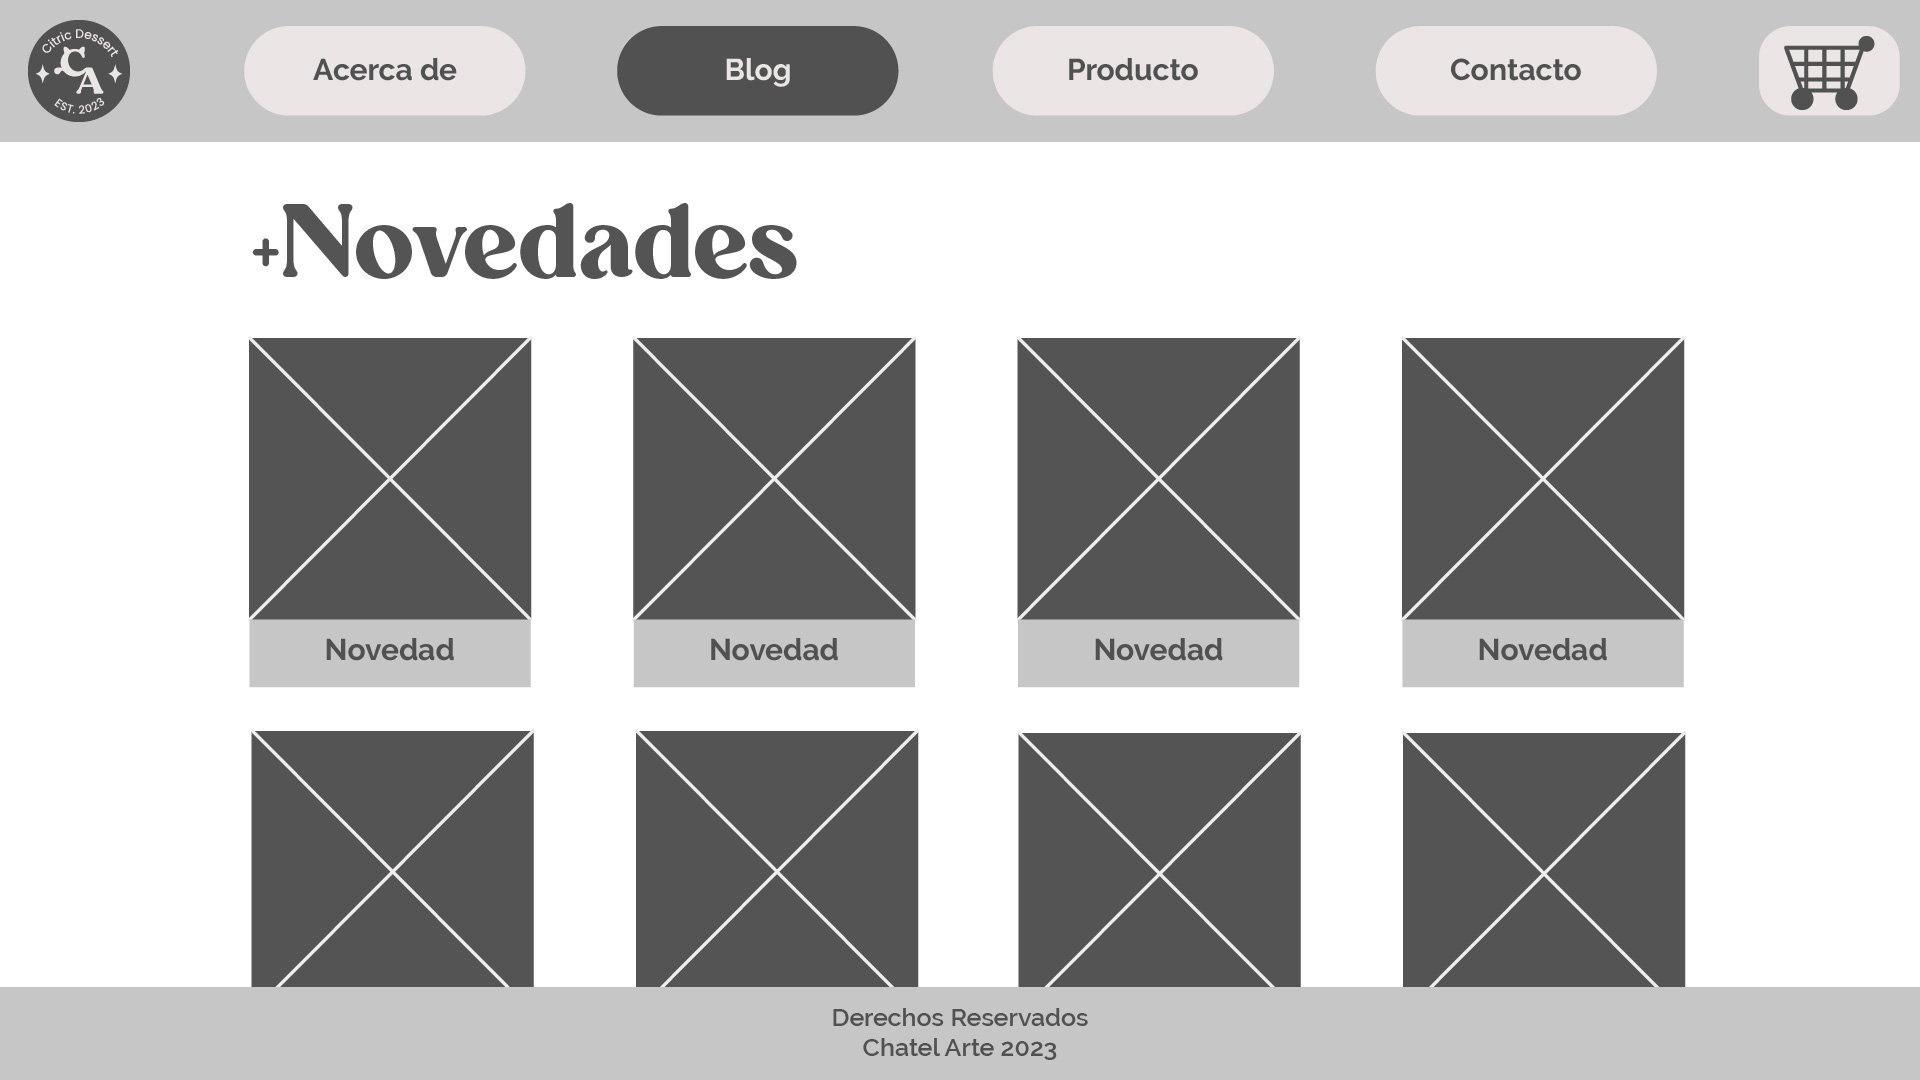 Citric Dessert
CA
EST. 2023
Acerca de
Blog
Producto
Contacto
+Novedades
Novedad
Novedad
Novedad
Novedad
Derechos Reservados
Chatel Arte 2023